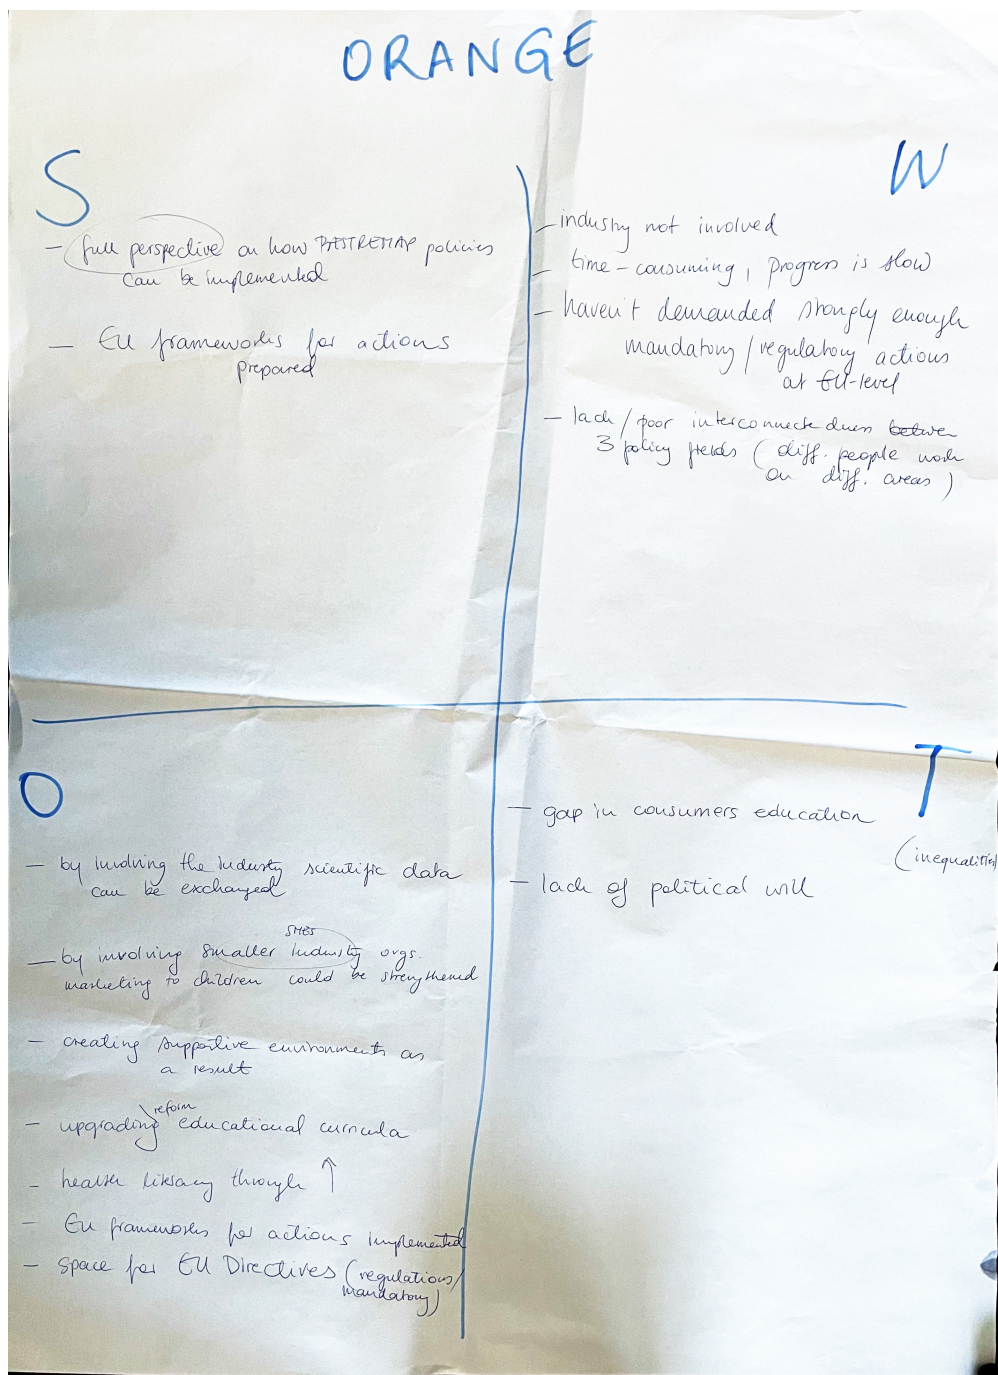 ORANGE
S
- full perspective on how BESTREMAP policies
can be implemented
- EU frameworks for actions
prepared
W
- industry not involved
- time-consuming, progress is slow
- haven't demanded strongly enough
mandatory/regulatory actions
at EU-level
- lack/poor interconnectedness
3 policy fields (diff. people work
on diff. areas)
O
- by involving the industry scientific data
can be exchanged
SMEs
- by involving smaller industry orgs.
marketing to children could be strengthened
- creating supportive environments as
a result
reform
- upgrading educational curricula
- health literacy through ↑
- EU frameworks for actions implemented
- space for EU Directives (regulations/
mandatory)
T
- gap in consumers education
(inequalities)
- lack of political will